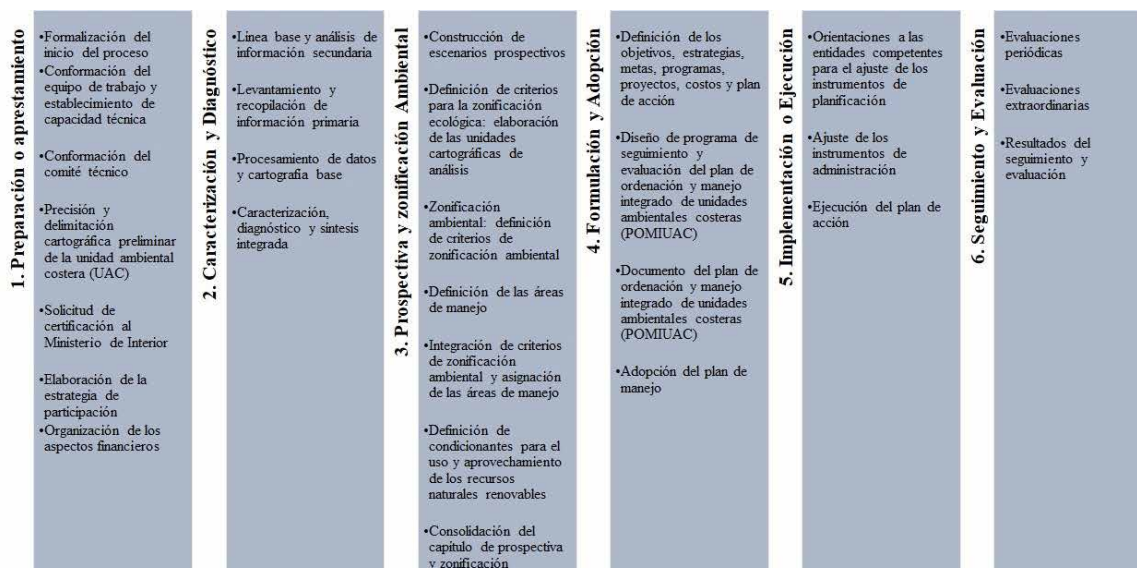 1. Preparación o aprestamiento
•Formalización del
inicio del proceso
•Conformación del
equipo de trabajo y
establecimiento de
capacidad técnica
•Conformación del
comité técnico
•Precisión y
delimitación
cartográfica preliminar
de la unidad ambiental
costera (UAC)
•Solicitud de
certificación al
Ministerio de Interior
•Elaboración de la
estrategia de
participación
•Organización de los
aspectos financieros
2. Caracterización y Diagnóstico
•Línea base y análisis de
información secundaria
•Levantamiento y
recopilación de
información primaria
•Procesamiento de datos
y cartografía base
•Caracterización,
diagnóstico y síntesis
integrada
3. Prospectiva y zonificación Ambiental
•Construcción de
escenarios prospectivos
•Definición de criterios
para la zonificación
ecológica: elaboración
de las unidades
cartográficas de
análisis
•Zonificación
ambiental: definición
de criterios de
zonificación ambiental
•Definición de las áreas
de manejo
•Integración de criterios
de zonificación
ambiental y asignación
de las áreas de manejo
•Definición de
condicionantes para el
uso y aprovechamiento
de los recursos
naturales renovables
•Consolidación del
capítulo de prospectiva
y zonificación
4. Formulación y Adopción
•Definición de los
objetivos, estrategias,
metas, programas,
proyectos, costos y plan
de acción
•Diseño de programa de
seguimiento y
evaluación del plan de
ordenación y manejo
integrado de unidades
ambientales costeras
(POMIUAC)
•Documento del plan de
ordenación y manejo
integrado de unidades
ambientales costeras
(POMIUAC)
•Adopción del plan de
manejo
5. Implementación o Ejecución
•Orientaciones a las
entidades competentes
para el ajuste de los
instrumentos de
planificación
•Ajuste de los
instrumentos de
administración
•Ejecución del plan de
acción
6. Seguimiento y Evaluación
•Evaluaciones
periódicas
•Evaluaciones
extraordinarias
•Resultados del
seguimiento y
evaluación